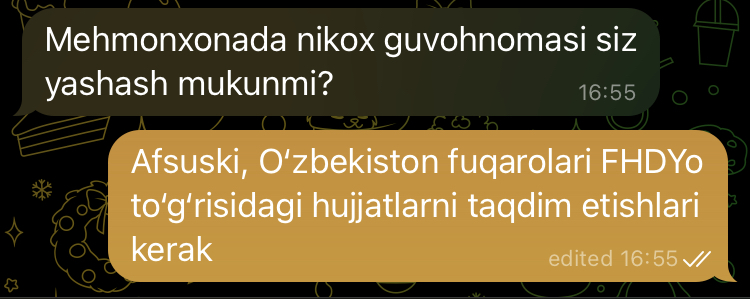 Mehmonxonada nikox guvohnomasi siz
yashash mukunmi?
16:55
Afsuski, Oʻzbekiston fuqarolari FHDYo
toʻgʻrisidagi hujjatlarni taqdim etishlari
kerak
edited 16:55